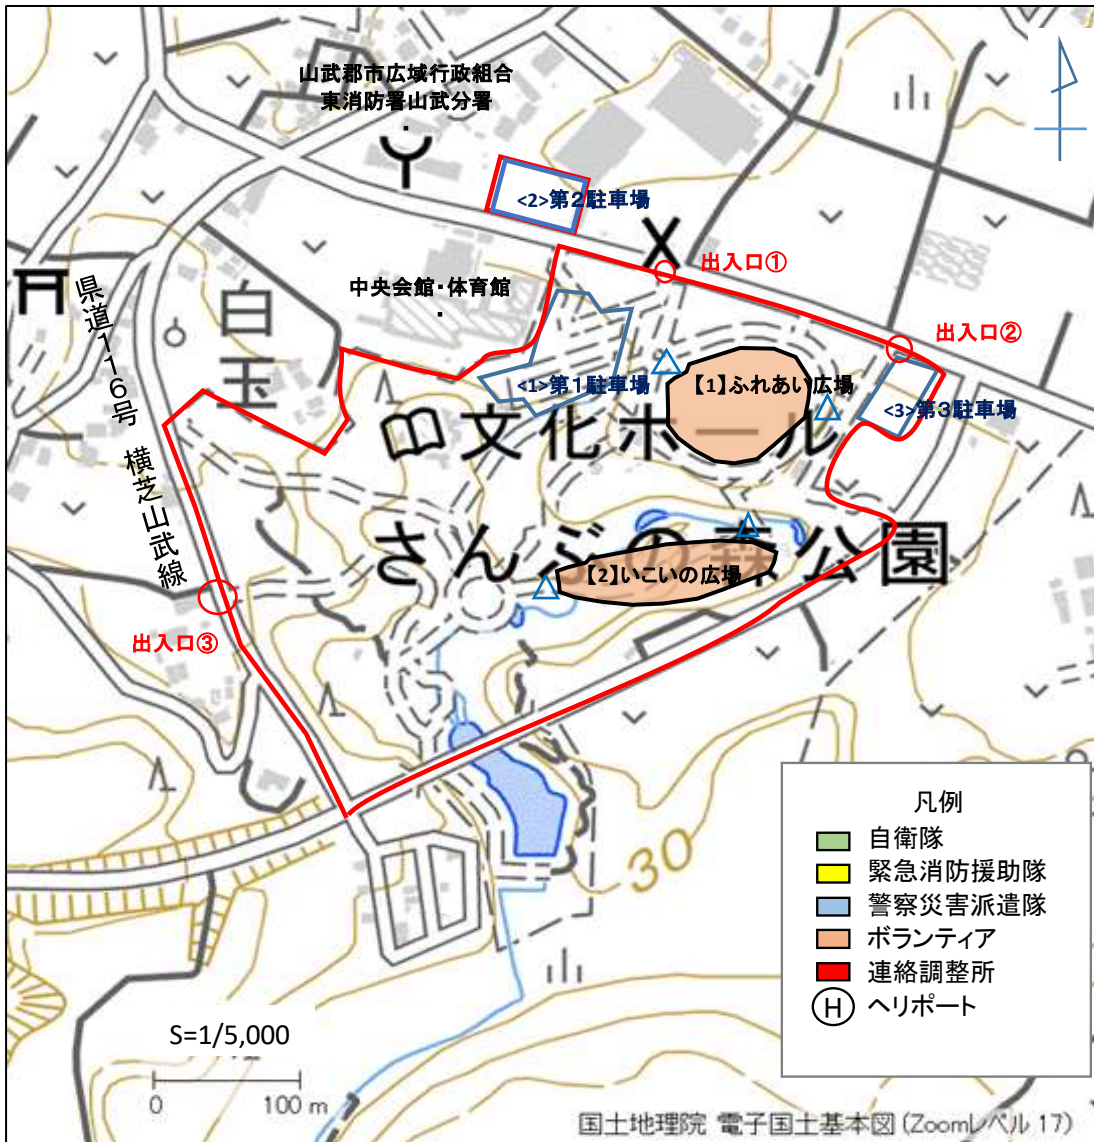 山武郡市広域行政組合
東消防署山武分署
<2>第2駐車場
出入口①
中央会館・体育館
県道116号 横芝山武線
白玉
出入口②
<1>第1駐車場
【1】ふれあい広場
<3>第3駐車場
文化ホール
さんぶの森公園
【2】いこいの広場
出入口③
30
凡例
自衛隊
緊急消防援助隊
警察災害派遣隊
ボランティア
連絡調整所
H ヘリポート
S=1/5,000
0 100 m
国土地理院 電子国土基本図 (Zoomレベル 17)